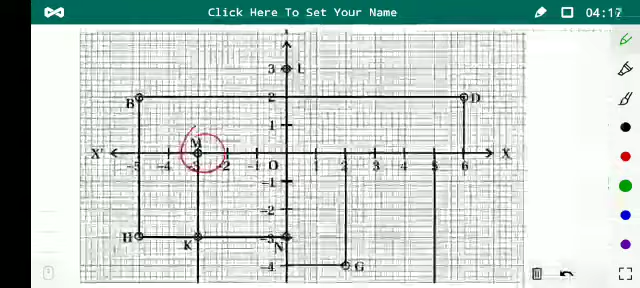 Click Here To Set Your Name
04:17
3 L
B 2 D
1
M
X' -5 -4 -3 -2 O 1 2 3 4 5 6 X
-1
-2
H K -3 N
-4 G